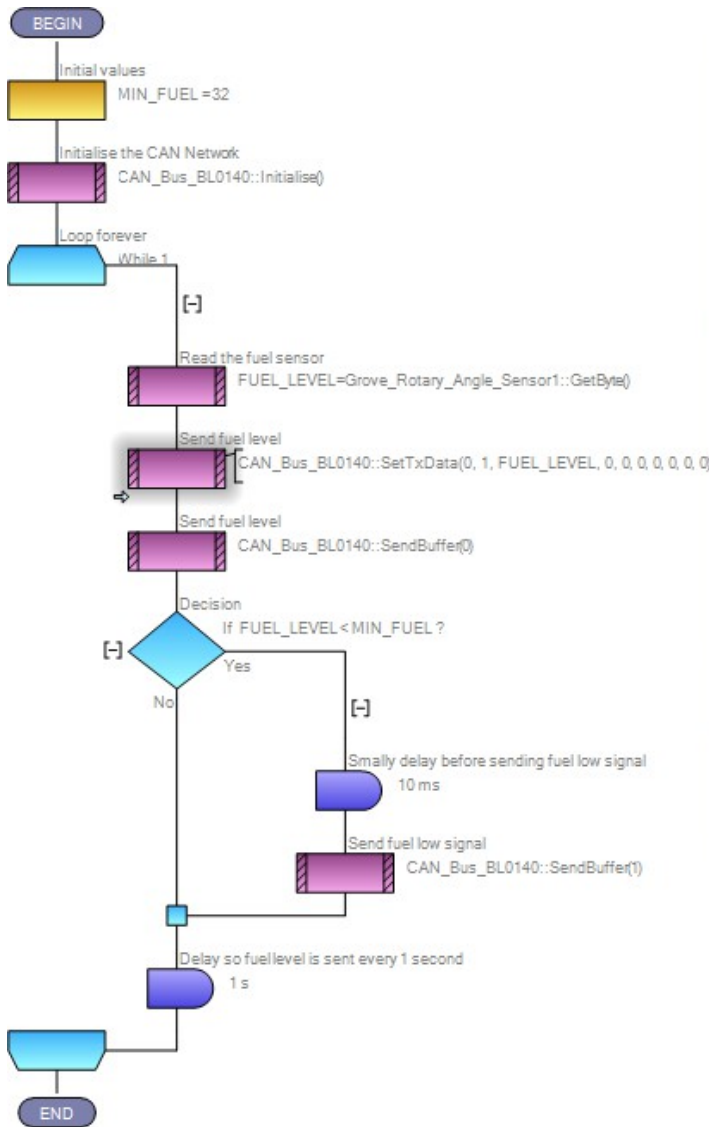 BEGIN
Initial values
MIN_FUEL =32
Initialise the CAN Network
CAN_Bus_BL0140::Initialise()
Loop forever
While 1
[-]
Read the fuel sensor
FUEL_LEVEL=Grove_Rotary_Angle_Sensor1::GetByte()
Send fuel level
CAN_Bus_BL0140::SetTxData(0, 1, FUEL_LEVEL, 0, 0, 0, 0, 0, 0, 0)
Send fuel level
CAN_Bus_BL0140::SendBuffer(0)
Decision
If FUEL_LEVEL < MIN_FUEL ?
[-]
Yes
No
[-]
Smally delay before sending fuel low signal
10 ms
Send fuel low signal
CAN_Bus_BL0140::SendBuffer(1)
Delay so fuel level is sent every 1 second
1 s
END